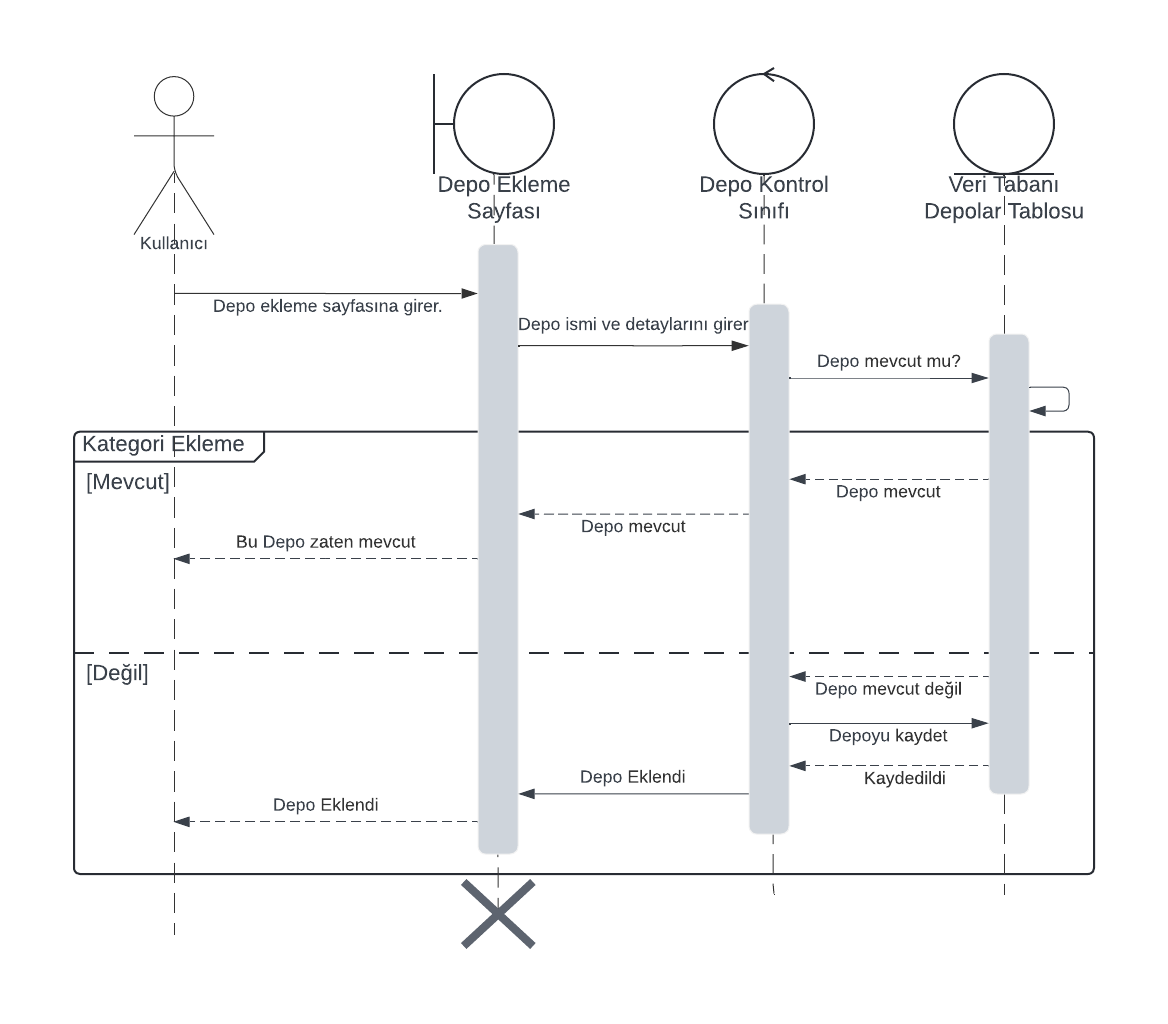 Kullanıcı
Depo Ekleme
Sayfası
Depo Kontrol
Sınıfı
Veri Tabanı
Depolar Tablosu
Depo ekleme sayfasına girer.
Depo ismi ve detaylarını girer
Depo mevcut mu?
Kategori Ekleme
[Mevcut]
Depo mevcut
Depo mevcut
Bu Depo zaten mevcut
[Değil]
Depo mevcut değil
Depoyu kaydet
Kaydedildi
Depo Eklendi
Depo Eklendi